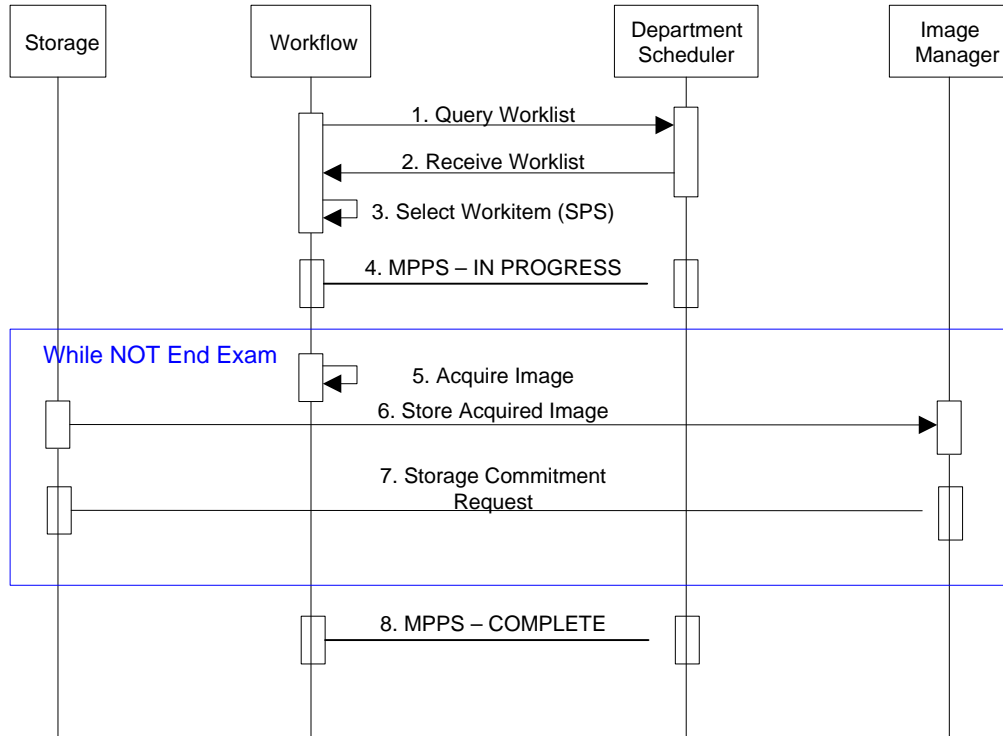 Storage
Workflow
Department
Scheduler
Image
Manager
1. Query Worklist
2. Receive Worklist
3. Select Workitem (SPS)
4. MPPS – IN PROGRESS
While NOT End Exam
5. Acquire Image
6. Store Acquired Image
7. Storage Commitment
Request
8. MPPS – COMPLETE